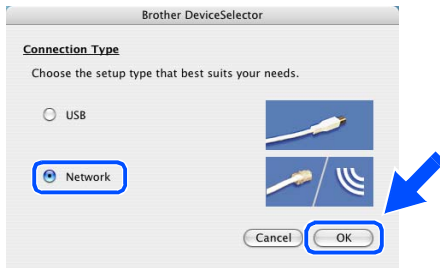 Brother DeviceSelector
Connection Type
Choose the setup type that best suits your needs.
USB
Network
Cancel
OK